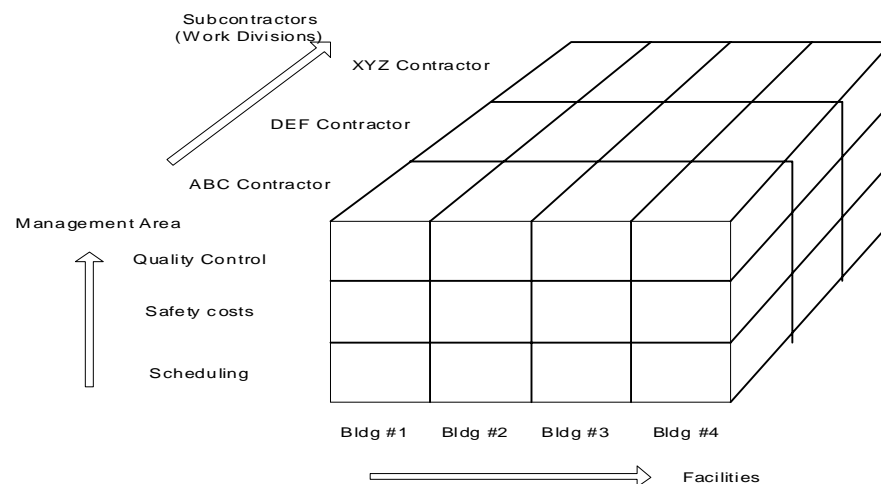 Subcontractors
(Work Divisions)
XYZ Contractor
DEF Contractor
ABC Contractor
Management Area
Quality Control
Safety costs
Scheduling
Bldg #1 Bldg #2 Bldg #3 Bldg #4
Facilities